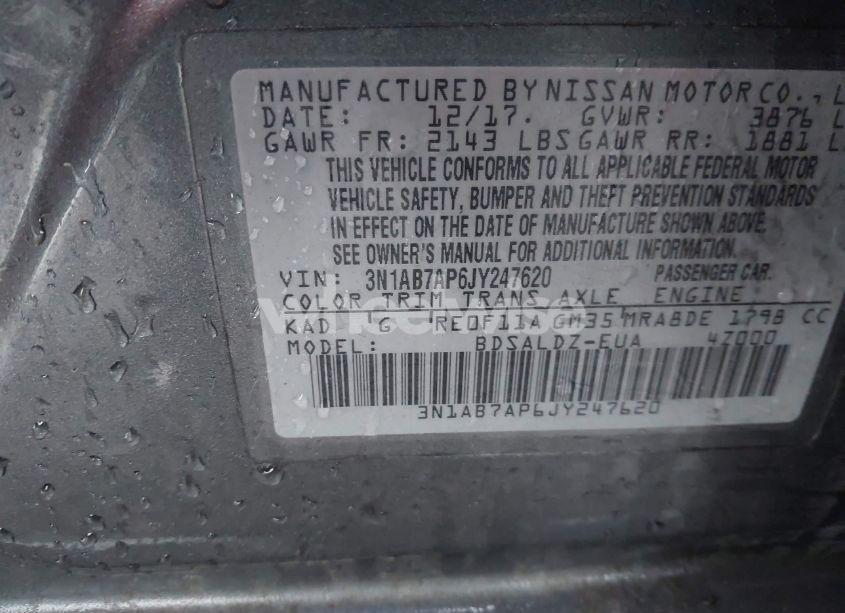 MANUFACTURED BY NISSAN MOTOR CO., L
DATE: 12/17. GVWR: 3876 L
GAWR FR: 2143 LBS GAWR RR: 1881 L
THIS VEHICLE CONFORMS TO ALL APPLICABLE FEDERAL MOTOR
VEHICLE SAFETY, BUMPER AND THEFT PREVENTION STANDARDS
IN EFFECT ON THE DATE OF MANUFACTURE SHOWN ABOVE.
SEE OWNER'S MANUAL FOR ADDITIONAL INFORMATION.
VIN: 3N1AB7AP6JY247620 PASSENGER CAR.
COLOR TRIM TRANS AXLE ENGINE
KAD G RE0F11A GM35 MRA8DE 1798 CC
MODEL: BDSALDZ-EUA 4Z000
3N1AB7AP6JY247620